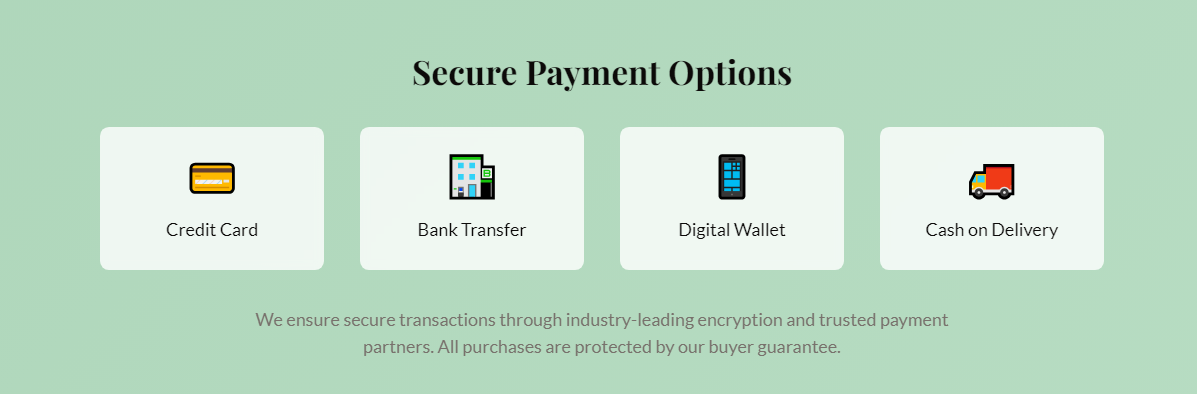 Secure Payment Options
Credit Card
Bank Transfer
Digital Wallet
Cash on Delivery
We ensure secure transactions through industry-leading encryption and trusted payment
partners. All purchases are protected by our buyer guarantee.